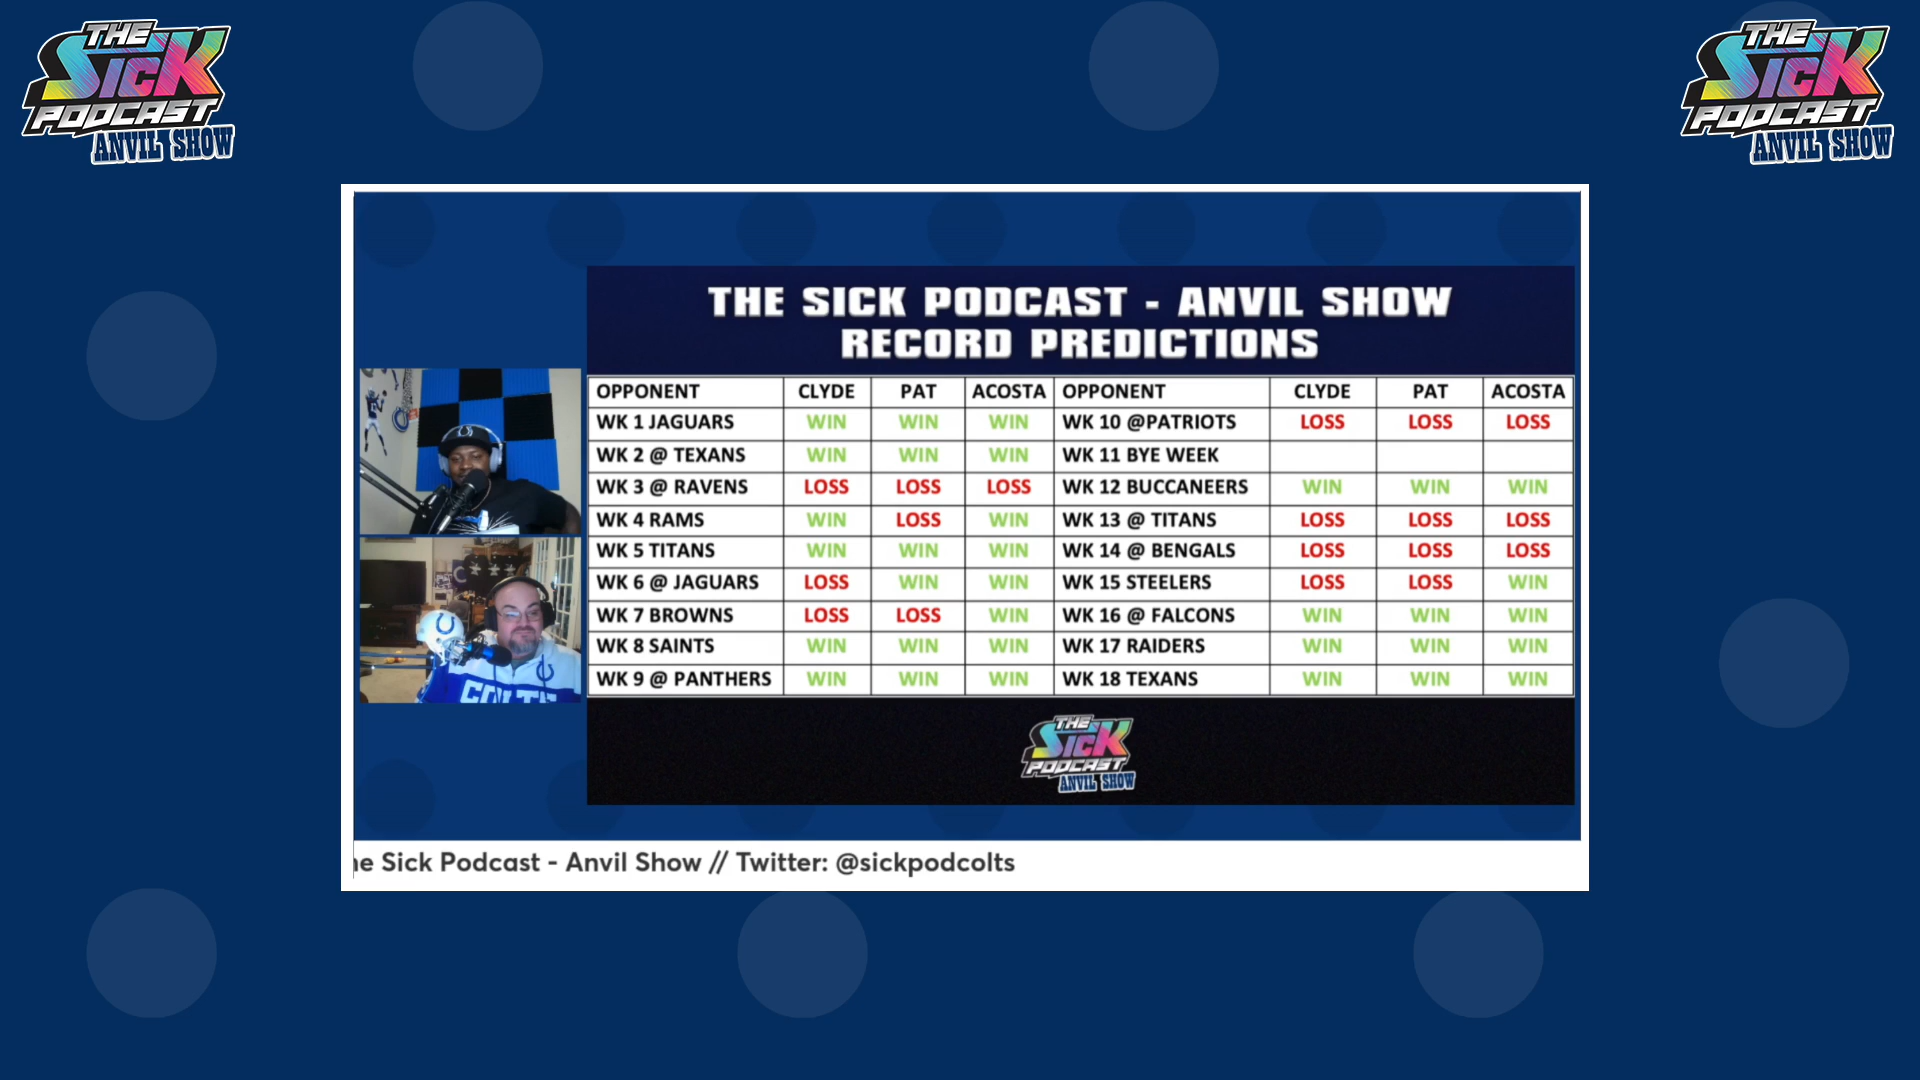 THE SICK PODCAST ANVIL SHOW
THE SICK PODCAST ANVIL SHOW
THE SICK PODCAST - ANVIL SHOW
RECORD PREDICTIONS
OPPONENT CLYDE PAT ACOSTA OPPONENT CLYDE PAT ACOSTA
WK 1 JAGUARS WIN WIN WIN WK 10 @PATRIOTS LOSS LOSS LOSS
WK 2 @ TEXANS WIN WIN WIN WK 11 BYE WEEK
WK 3 @ RAVENS LOSS LOSS LOSS WK 12 BUCCANEERS WIN WIN WIN
WK 4 RAMS WIN LOSS WIN WK 13 @ TITANS LOSS LOSS LOSS
WK 5 TITANS WIN WIN WIN WK 14 @ BENGALS LOSS LOSS LOSS
WK 6 @ JAGUARS LOSS WIN WIN WK 15 STEELERS LOSS LOSS WIN
WK 7 BROWNS LOSS LOSS WIN WK 16 @ FALCONS WIN WIN WIN
WK 8 SAINTS WIN WIN WIN WK 17 RAIDERS WIN WIN WIN
WK 9 @ PANTHERS WIN WIN WIN WK 18 TEXANS WIN WIN WIN
COLTS
THE SICK PODCAST ANVIL SHOW
he Sick Podcast - Anvil Show // Twitter: @sickpodcolts